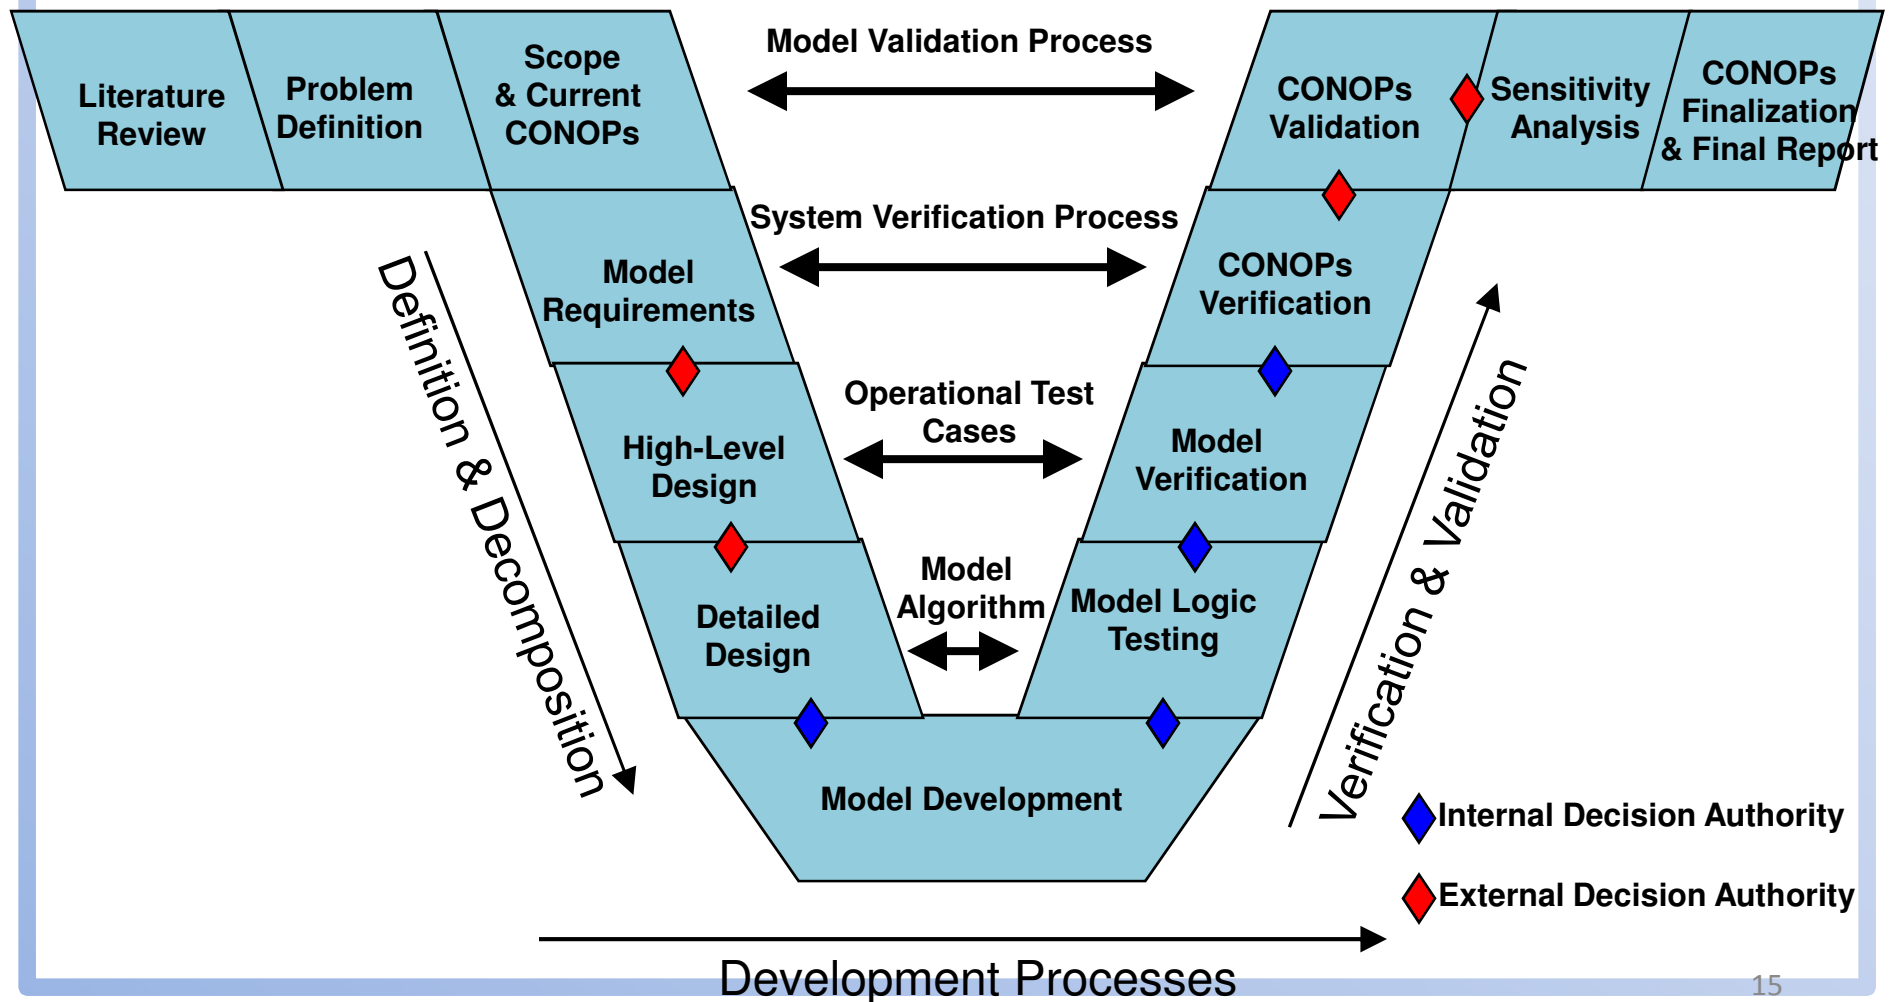 Literature
Review
Problem
Definition
Scope
& Current
CONOPs
Model Validation Process
CONOPs
Validation
Sensitivity
Analysis
CONOPs
Finalization
& Final Report
System Verification Process
Model
Requirements
CONOPs
Verification
Operational Test
Cases
High-Level
Design
Model
Verification
Model
Algorithm
Detailed
Design
Model Logic
Testing
Model Development
Definition & Decomposition
Verification & Validation
Internal Decision Authority
External Decision Authority
Development Processes
15